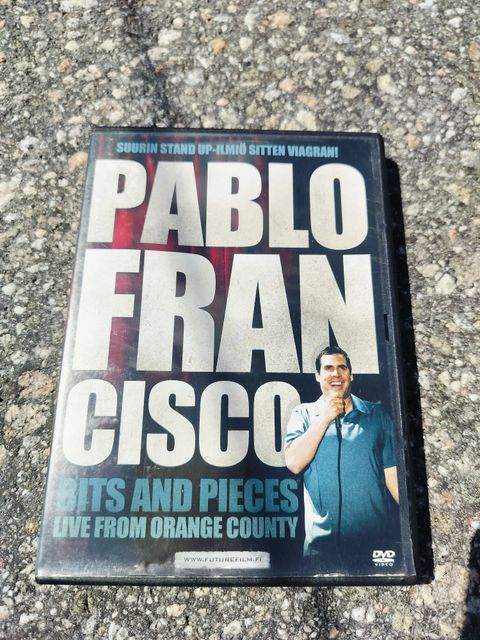 SUURIN STAND UP-ILMIÖ SITTEN VIAGRAN!
PABLO
FRAN
CISCO
BITS AND PIECES
LIVE FROM ORANGE COUNTY
WWW.FUTUREFILM.FI
DVD
VIDEO